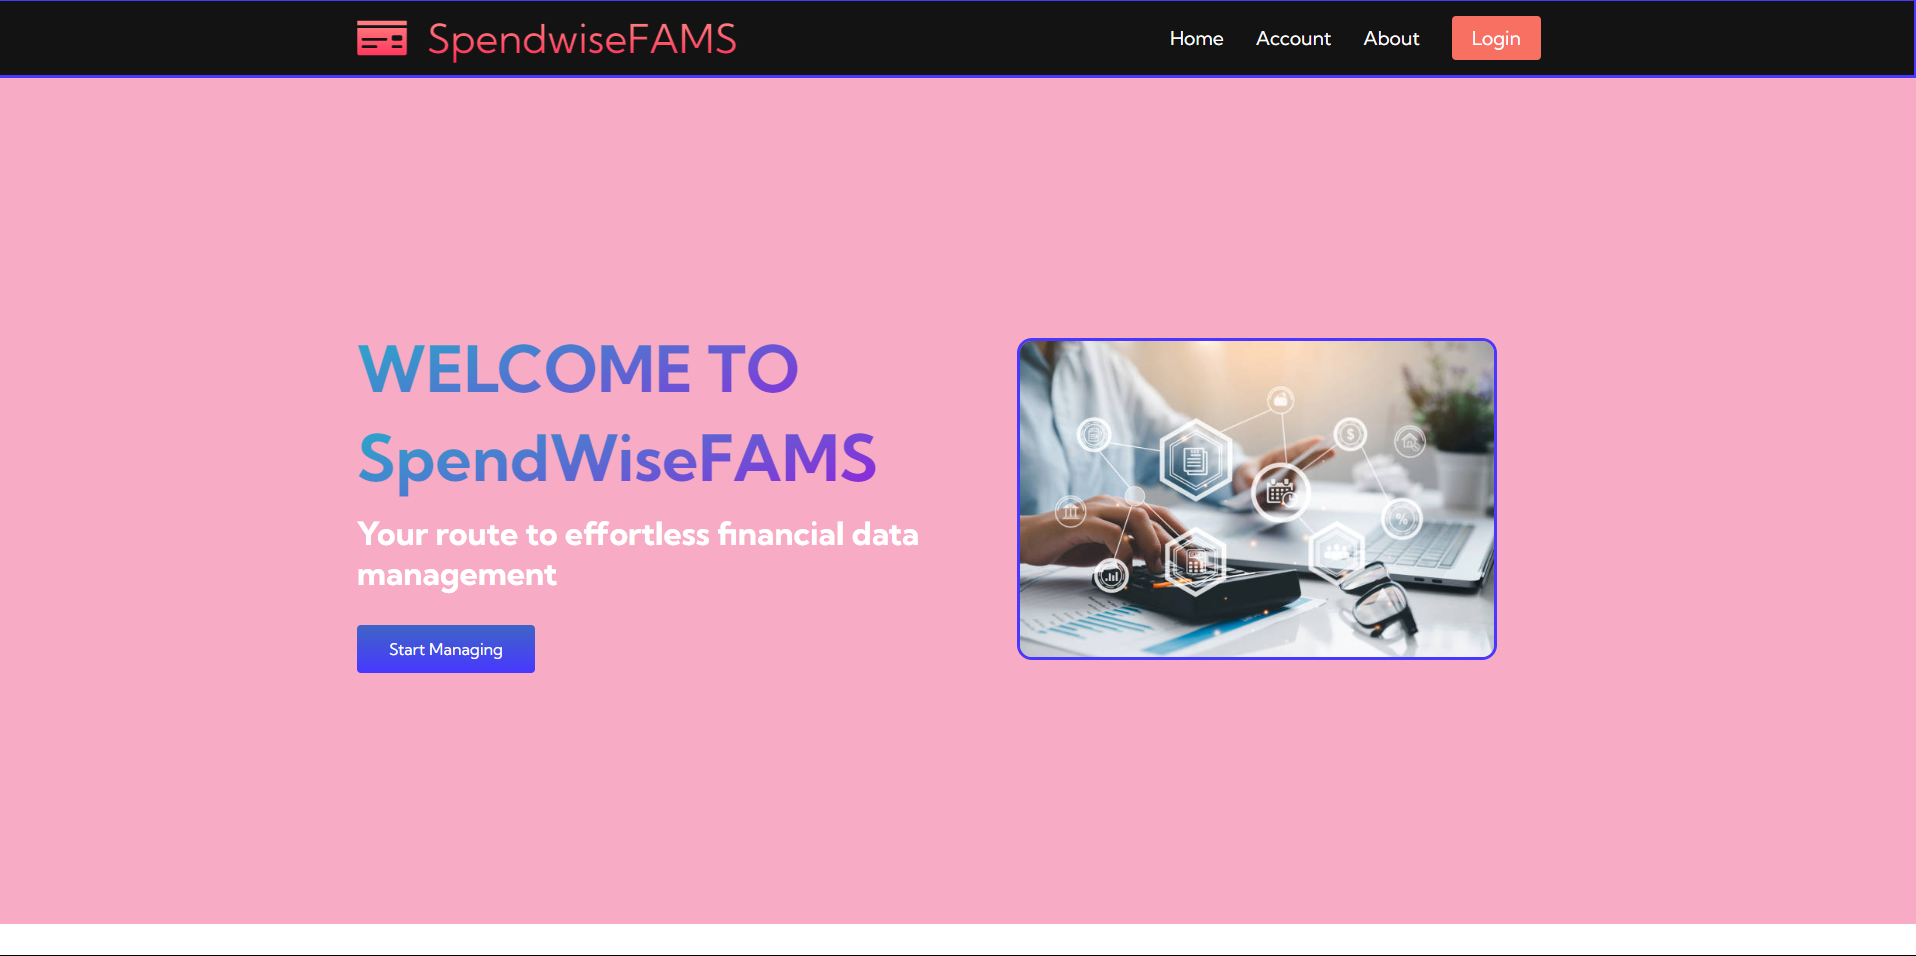 SpendwiseFAMS
Home Account About Login
WELCOME TO
SpendWiseFAMS
Your route to effortless financial data
management
Start Managing
$
%